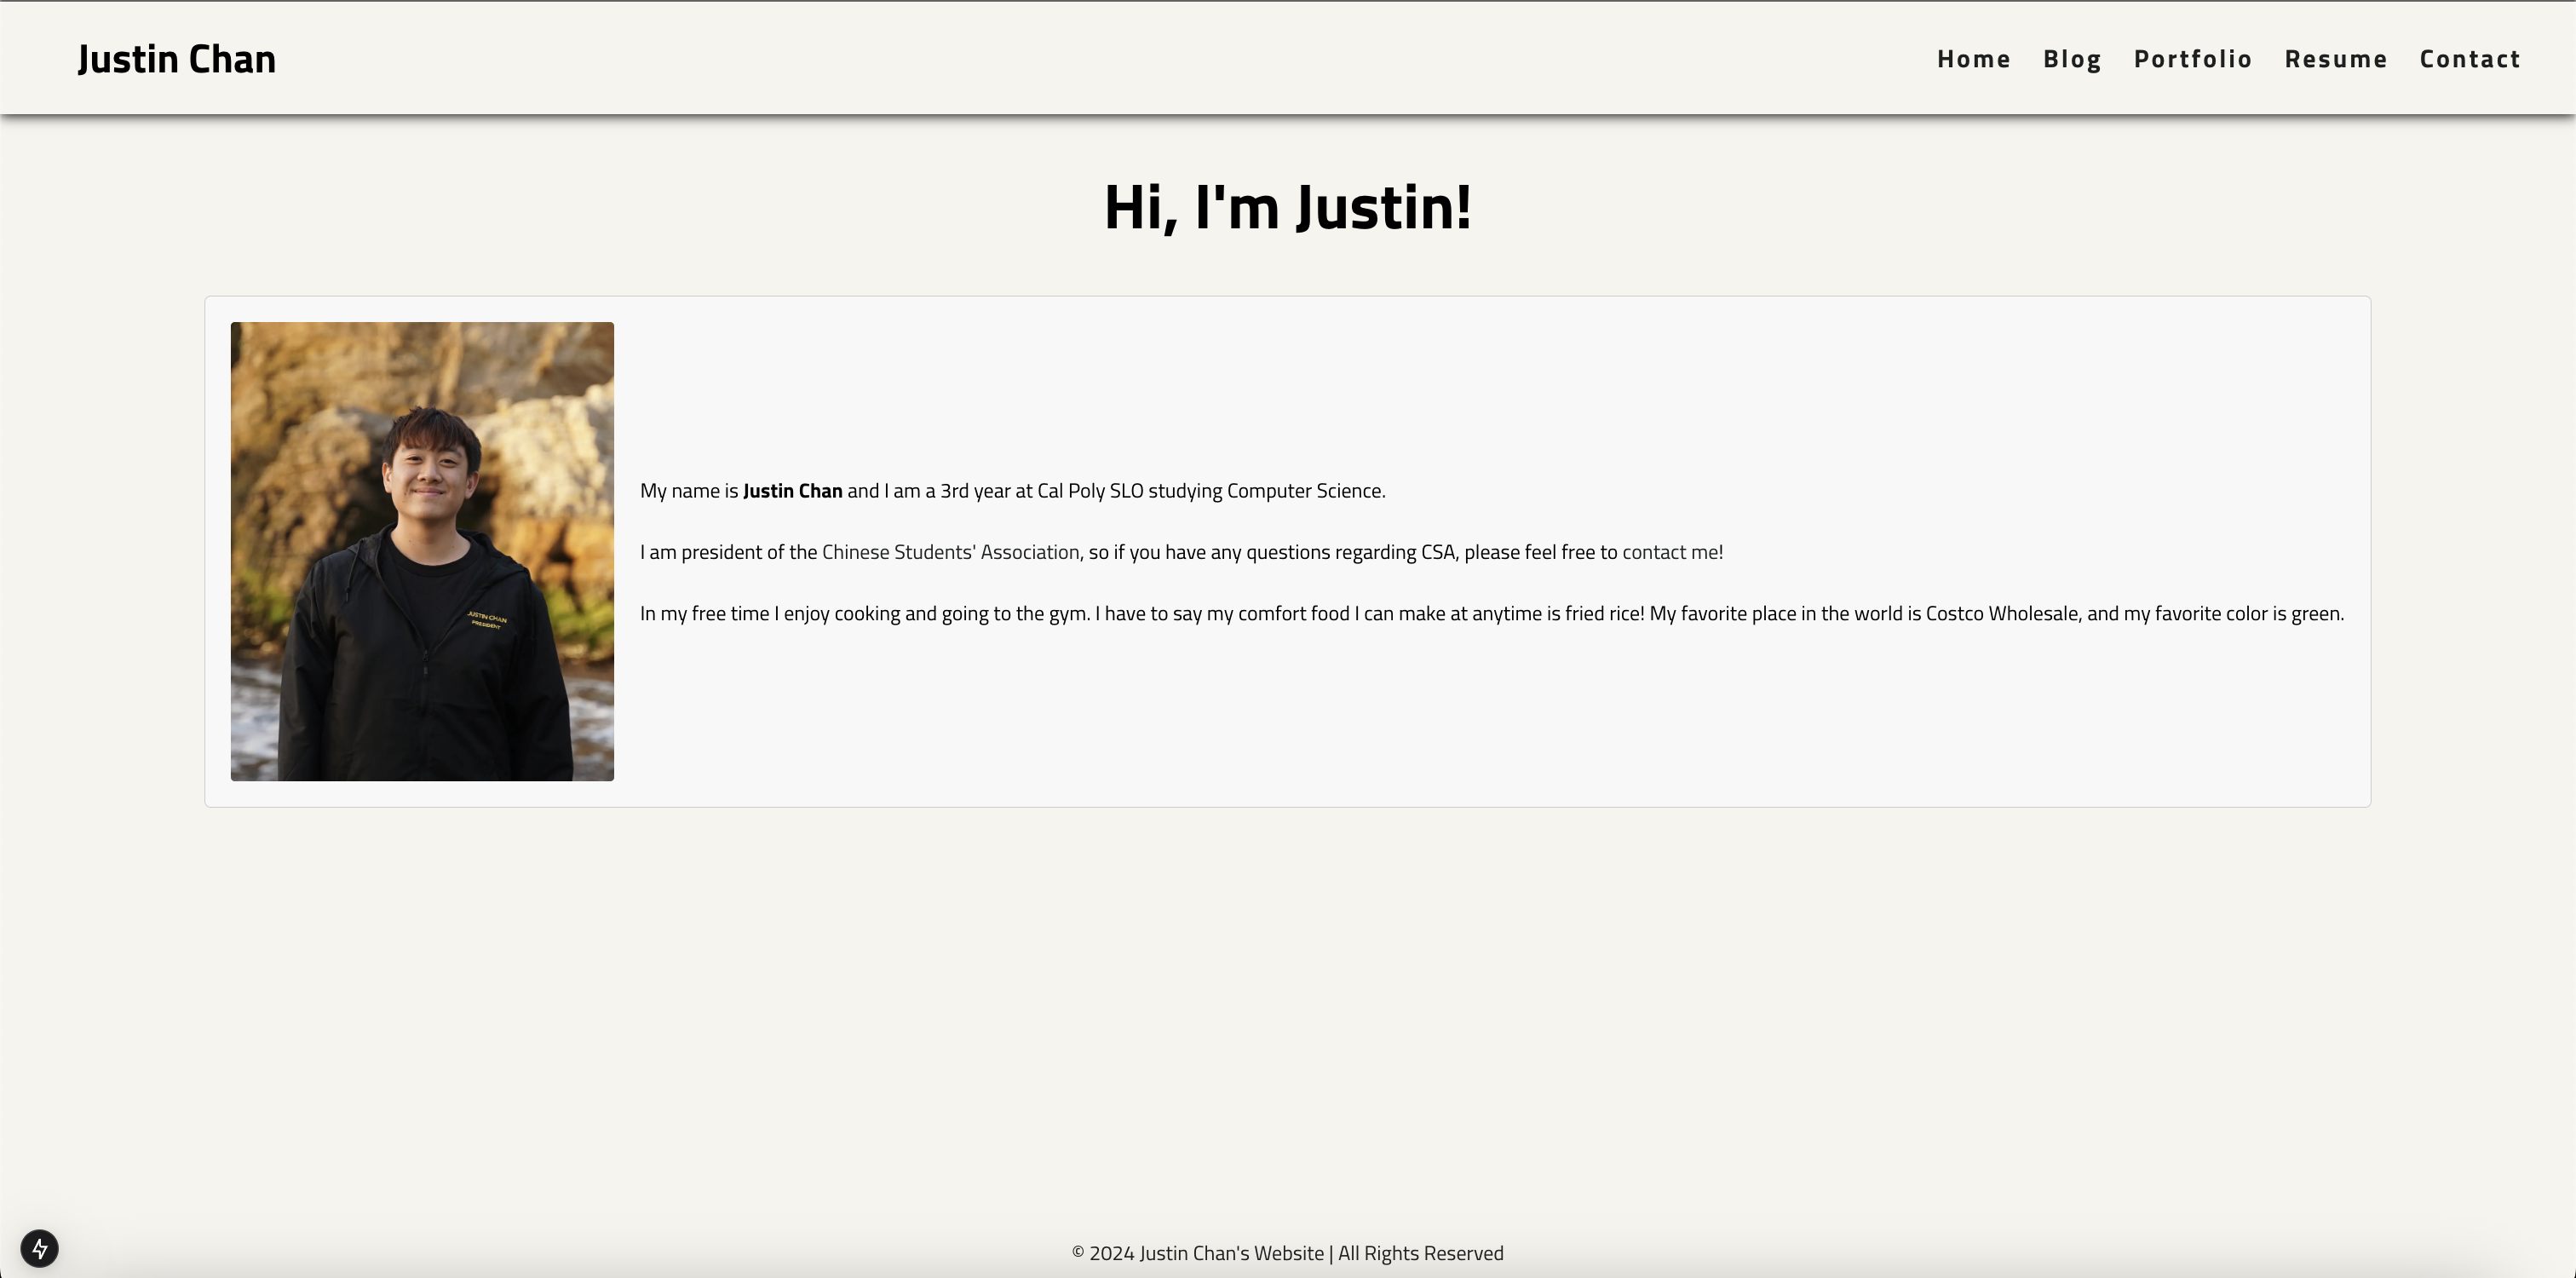 Justin Chan
Home Blog Portfolio Resume Contact
Hi, I'm Justin!
My name is Justin Chan and I am a 3rd year at Cal Poly SLO studying Computer Science.
I am president of the Chinese Students' Association, so if you have any questions regarding CSA, please feel free to contact me!
In my free time I enjoy cooking and going to the gym. I have to say my comfort food I can make at anytime is fried rice! My favorite place in the world is Costco Wholesale, and my favorite color is green.
JUSTIN CHAN
PRESIDENT
© 2024 Justin Chan's Website | All Rights Reserved